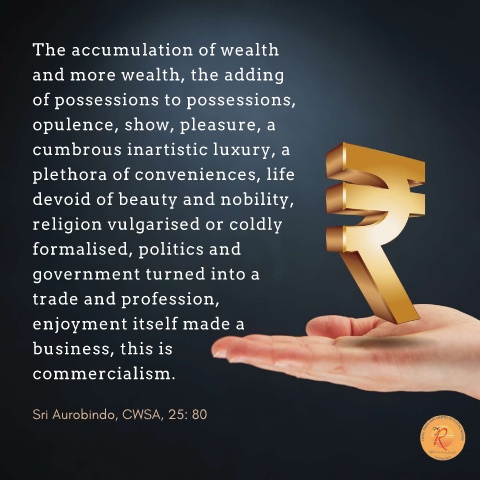 The accumulation of wealth
and more wealth, the adding
of possessions to possessions,
opulence, show, pleasure, a
cumbrous inartistic luxury, a
plethora of conveniences, life
devoid of beauty and nobility,
religion vulgarised or coldly
formalised, politics and
government turned into a
trade and profession,
enjoyment itself made a
business, this is
commercialism.
Sri Aurobindo, CWSA, 25: 80